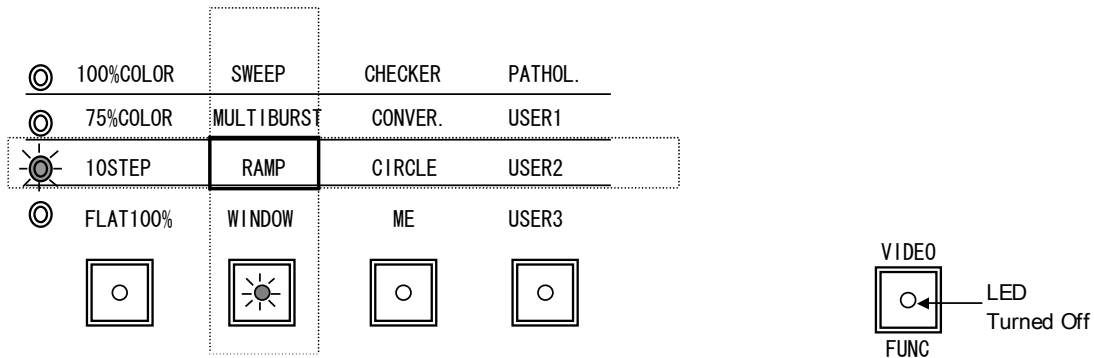 100%COLOR SWEEP CHECKER PATHOL.
75%COLOR MULTIBURST CONVER. USER1
10STEP RAMP CIRCLE USER2
FLAT100% WINDOW ME USER3
VIDEO
LED
Turned Off
FUNC